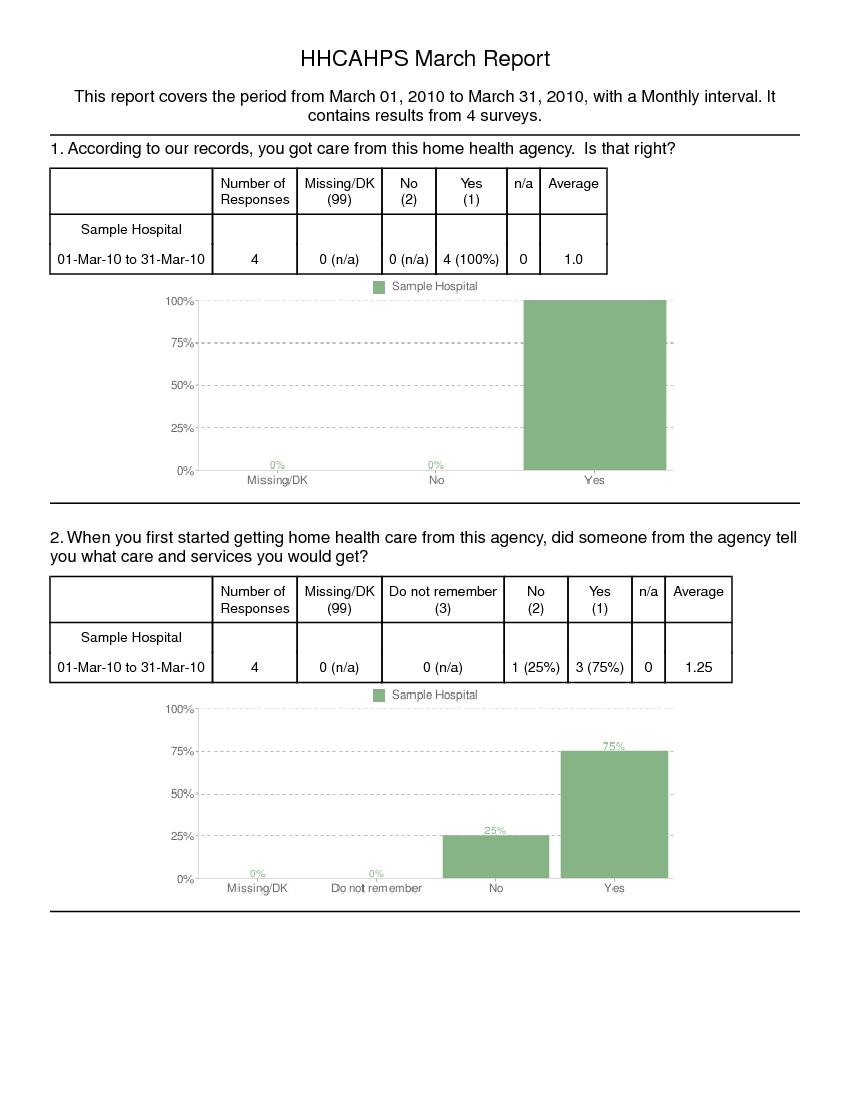 HHCAHPS March Report
This report covers the period from March 01, 2010 to March 31, 2010, with a Monthly interval. It
contains results from 4 surveys.
1. According to our records, you got care from this home health agency.  Is that right?
Number of Responses Missing/DK (99) No (2) Yes (1) n/a Average
Sample Hospital
01-Mar-10 to 31-Mar-10 4 0 (n/a) 0 (n/a) 4 (100%) 0 1.0
Sample Hospital
100%
75%
50%
25%
0% 0% 0%
Missing/DK No Yes
2. When you first started getting home health care from this agency, did someone from the agency tell
you what care and services you would get?
Number of Responses Missing/DK (99) Do not remember (3) No (2) Yes (1) n/a Average
Sample Hospital
01-Mar-10 to 31-Mar-10 4 0 (n/a) 0 (n/a) 1 (25%) 3 (75%) 0 1.25
Sample Hospital
100%
75% 75%
50%
25% 25%
0% 0% 0%
Missing/DK Do not remember No Yes